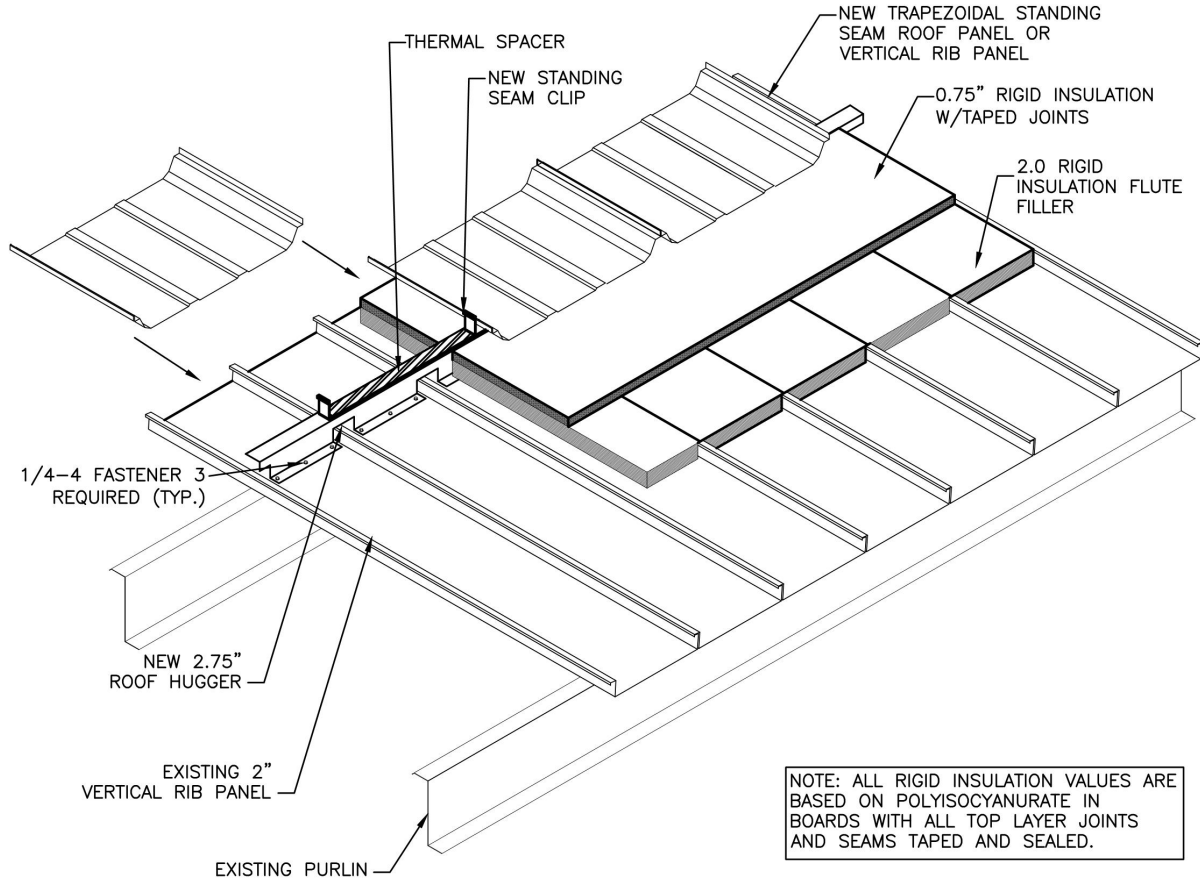 NEW TRAPEZOIDAL STANDING
SEAM ROOF PANEL OR
VERTICAL RIB PANEL
THERMAL SPACER
NEW STANDING
SEAM CLIP
0.75" RIGID INSULATION
W/TAPED JOINTS
2.0 RIGID
INSULATION FLUTE
FILLER
1/4-4 FASTENER 3
REQUIRED (TYP.)
NEW 2.75"
ROOF HUGGER
EXISTING 2"
VERTICAL RIB PANEL
EXISTING PURLIN
NOTE: ALL RIGID INSULATION VALUES ARE
BASED ON POLYISOCYANURATE IN
BOARDS WITH ALL TOP LAYER JOINTS
AND SEAMS TAPED AND SEALED.